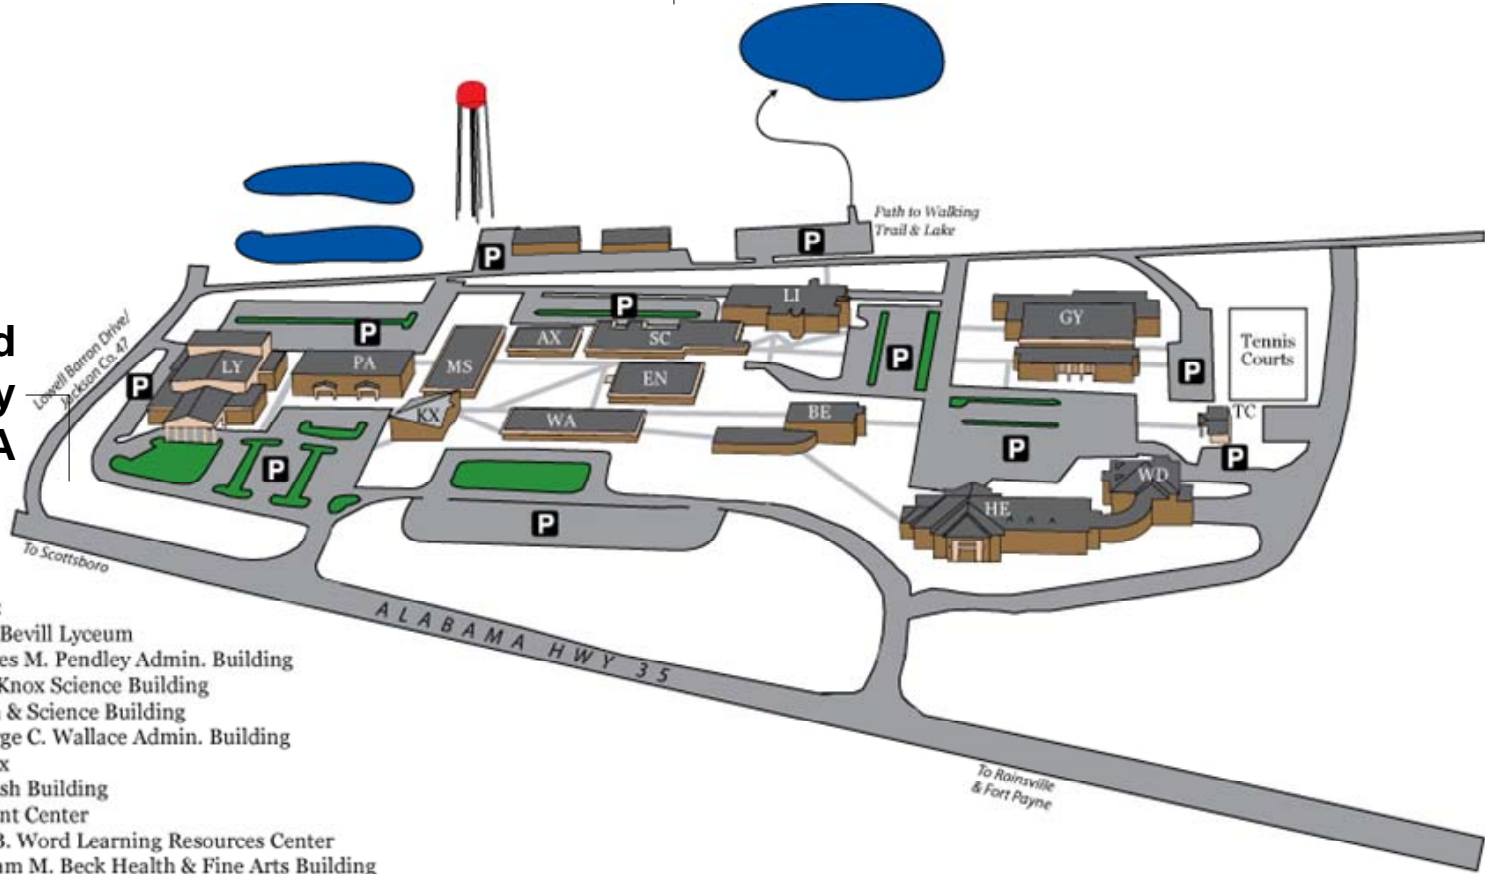 Path to Walking
Trail & Lake
P
P
LI
P
GY
AX
SC
P
Tennis
Courts
Lowell Barron Drive/
Jackson Co. 47
d
y
A
LY
PA
MS
P
P
P
EN
KX
WA
BE
TC
P
P
P
WD
HE
P
To Scottsboro
ALABAMA HWY 35
To Rainsville
& Fort Payne
Bevill Lyceum
es M. Pendley Admin. Building
Knox Science Building
& Science Building
rge C. Wallace Admin. Building
x
sh Building
nt Center
B. Word Learning Resources Center
am M. Beck Health & Fine Arts Building